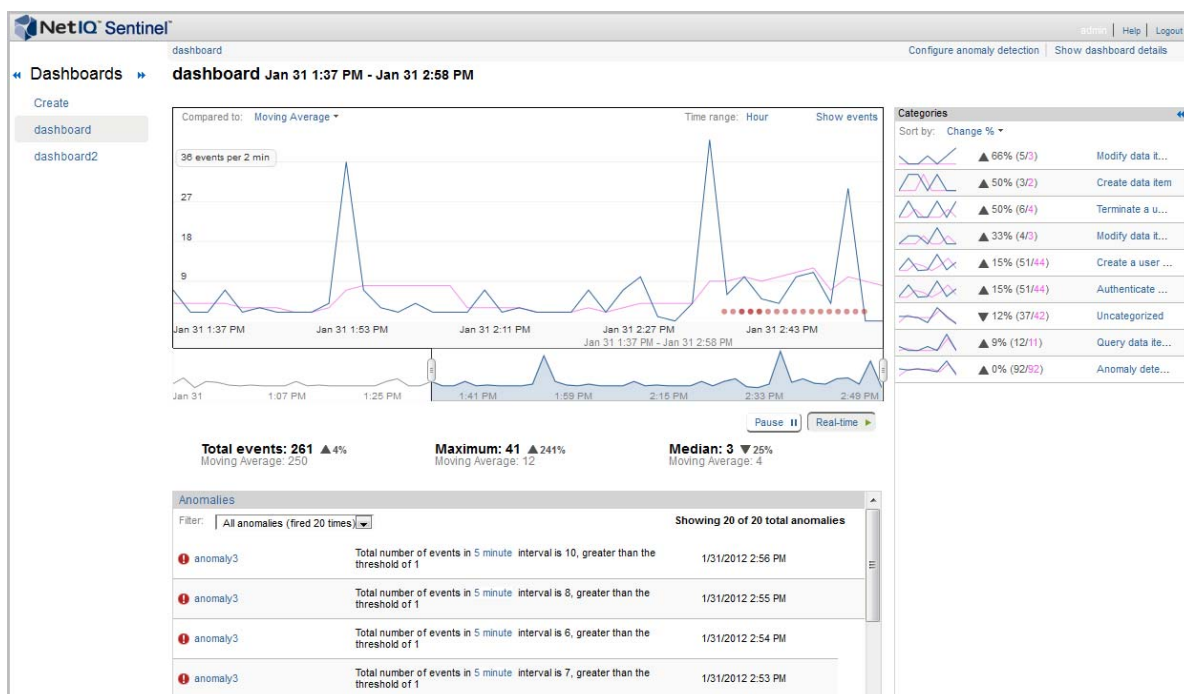 NetIQ™ Sentinel™
admin | Help | Logout
dashboard
Configure anomaly detection | Show dashboard details
« Dashboards »
Create
dashboard
dashboard2
dashboard Jan 31 1:37 PM - Jan 31 2:58 PM
Compared to: Moving Average
Time range: Hour
Show events
36 events per 2 min
27
18
9
Jan 31 1:37 PM
Jan 31 1:53 PM
Jan 31 2:11 PM
Jan 31 2:27 PM
Jan 31 2:43 PM
Jan 31 1:37 PM - Jan 31 2:58 PM
Jan 31
1:07 PM
1:25 PM
1:41 PM
1:59 PM
2:15 PM
2:33 PM
2:49 PM
Pause
Real-time
Total events: 261 ▲4%
Moving Average: 250
Maximum: 41 ▲241%
Moving Average: 12
Median: 3 ▼25%
Moving Average: 4
Anomalies
Filter: All anomalies (fired 20 times)
Showing 20 of 20 total anomalies
anomaly3
Total number of events in 5 minute interval is 10, greater than the
threshold of 1
1/31/2012 2:56 PM
anomaly3
Total number of events in 5 minute interval is 8, greater than the
threshold of 1
1/31/2012 2:55 PM
anomaly3
Total number of events in 5 minute interval is 6, greater than the
threshold of 1
1/31/2012 2:54 PM
anomaly3
Total number of events in 5 minute interval is 7, greater than the
threshold of 1
1/31/2012 2:53 PM
Categories
Sort by: Change %
▲ 66% (5/3) Modify data it...
▲ 50% (3/2) Create data item
▲ 50% (6/4) Terminate a u...
▲ 33% (4/3) Modify data it...
▲ 15% (51/44) Create a user ...
▲ 15% (51/44) Authenticate ...
▼ 12% (37/42) Uncategorized
▲ 9% (12/11) Query data ite...
▲ 0% (92/92) Anomaly dete...